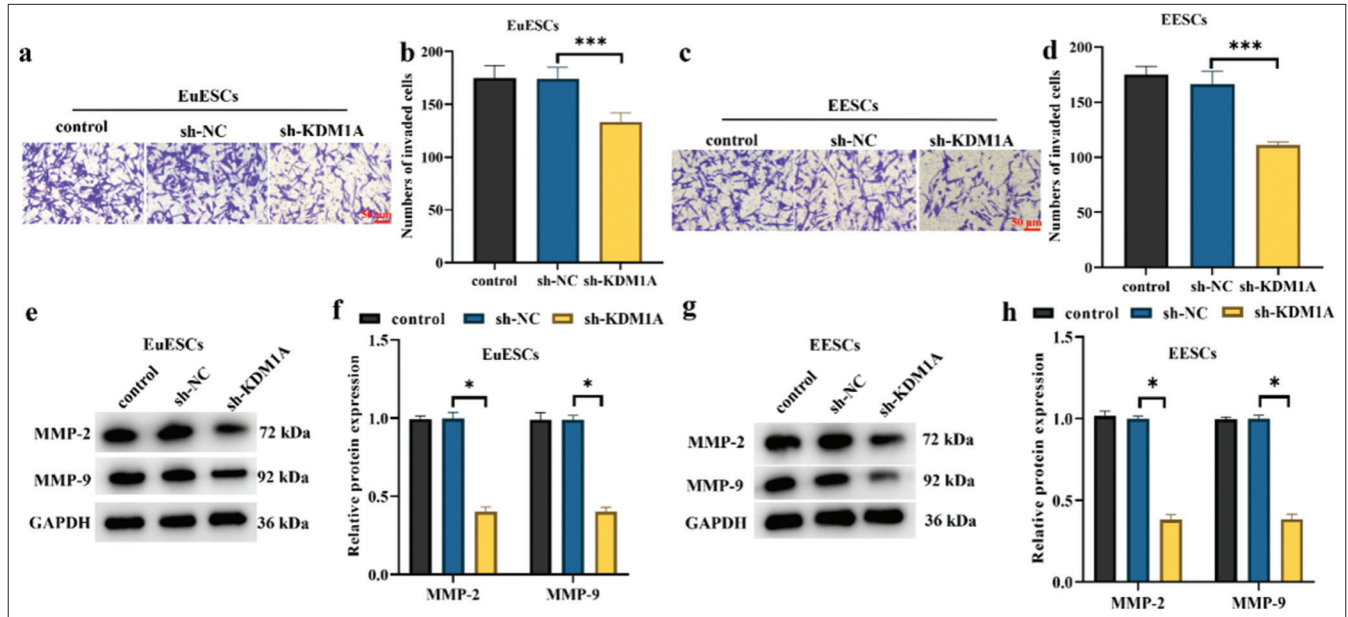 a
EuESCs
control
sh-NC
sh-KDM1A
50 μm
b
EuESCs
***
Numbers of invaded cells
200
150
100
50
0
control sh-NC sh-KDM1A
c
EESCs
control
sh-NC
sh-KDM1A
50 μm
d
EESCs
***
Numbers of invaded cells
200
150
100
50
0
control sh-NC sh-KDM1A
e
EuESCs
control sh-NC sh-KDM1A
MMP-2 72 kDa
MMP-9 92 kDa
GAPDH 36 kDa
f
control sh-NC sh-KDM1A
EuESCs
* *
Relative protein expression
1.5
1.0
0.5
0.0
MMP-2 MMP-9
g
EESCs
control sh-NC sh-KDM1A
MMP-2 72 kDa
MMP-9 92 kDa
GAPDH 36 kDa
h
control sh-NC sh-KDM1A
EESCs
* *
Relative protein expression
1.5
1.0
0.5
0.0
MMP-2 MMP-9